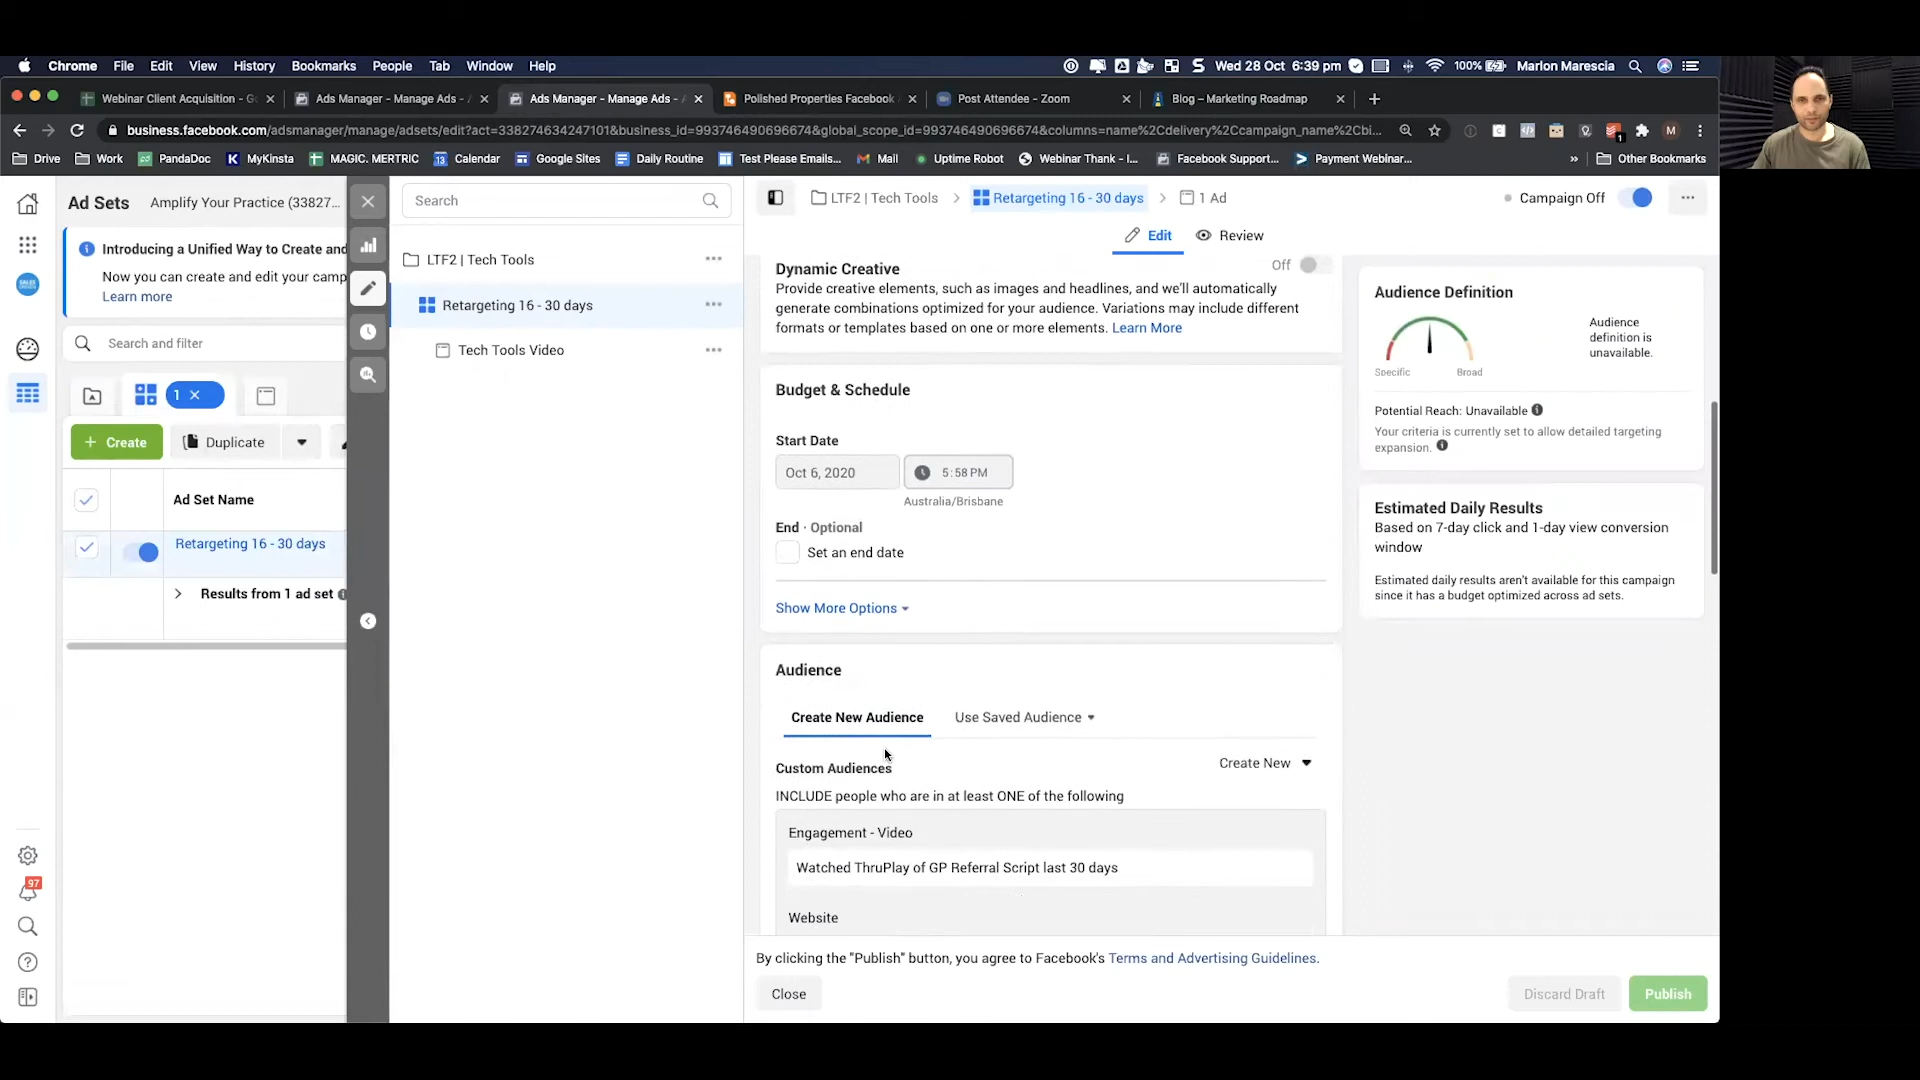 Chrome File Edit View History Bookmarks People Tab Window Help
Wed 28 Oct 6:39 pm 100% Marlon Marescia
Webinar Client Acquisition - G
Ads Manager - Manage Ads -
Ads Manager - Manage Ads -
Polished Properties Facebook
Post Attendee - Zoom
Blog – Marketing Roadmap
business.facebook.com/adsmanager/manage/adsets/edit?act=338274634247101&business_id=993746490696674&global_scope_id=993746490696674&columns=name%2Cdelivery%2Ccampaign_name%2Cbi...
Drive Work PandaDoc MyKinsta MAGIC. MERTRIC Calendar Google Sites Daily Routine Test Please Emails... Mail Uptime Robot Webinar Thank - I... Facebook Support... Payment Webinar... » Other Bookmarks
Ad Sets Amplify Your Practice (33827...
Introducing a Unified Way to Create and
Now you can create and edit your camp
Learn more
Search and filter
1
+ Create
Duplicate
Ad Set Name
Retargeting 16 - 30 days
Results from 1 ad set
97
Search
LTF2 | Tech Tools
Retargeting 16 - 30 days
Tech Tools Video
LTF2 | Tech Tools
Retargeting 16 - 30 days
1 Ad
Campaign Off
Edit
Review
Dynamic Creative
Off
Provide creative elements, such as images and headlines, and we'll automatically
generate combinations optimized for your audience. Variations may include different
formats or templates based on one or more elements. Learn More
Budget & Schedule
Start Date
Oct 6, 2020
5:58 PM
Australia/Brisbane
End · Optional
Set an end date
Show More Options
Audience
Create New Audience
Use Saved Audience
Custom Audiences
Create New
INCLUDE people who are in at least ONE of the following
Engagement - Video
Watched ThruPlay of GP Referral Script last 30 days
Website
Audience Definition
Specific
Broad
Audience
definition is
unavailable.
Potential Reach: Unavailable
Your criteria is currently set to allow detailed targeting
expansion.
Estimated Daily Results
Based on 7-day click and 1-day view conversion
window
Estimated daily results aren't available for this campaign
since it has a budget optimized across ad sets.
By clicking the "Publish" button, you agree to Facebook's Terms and Advertising Guidelines.
Close
Discard Draft
Publish